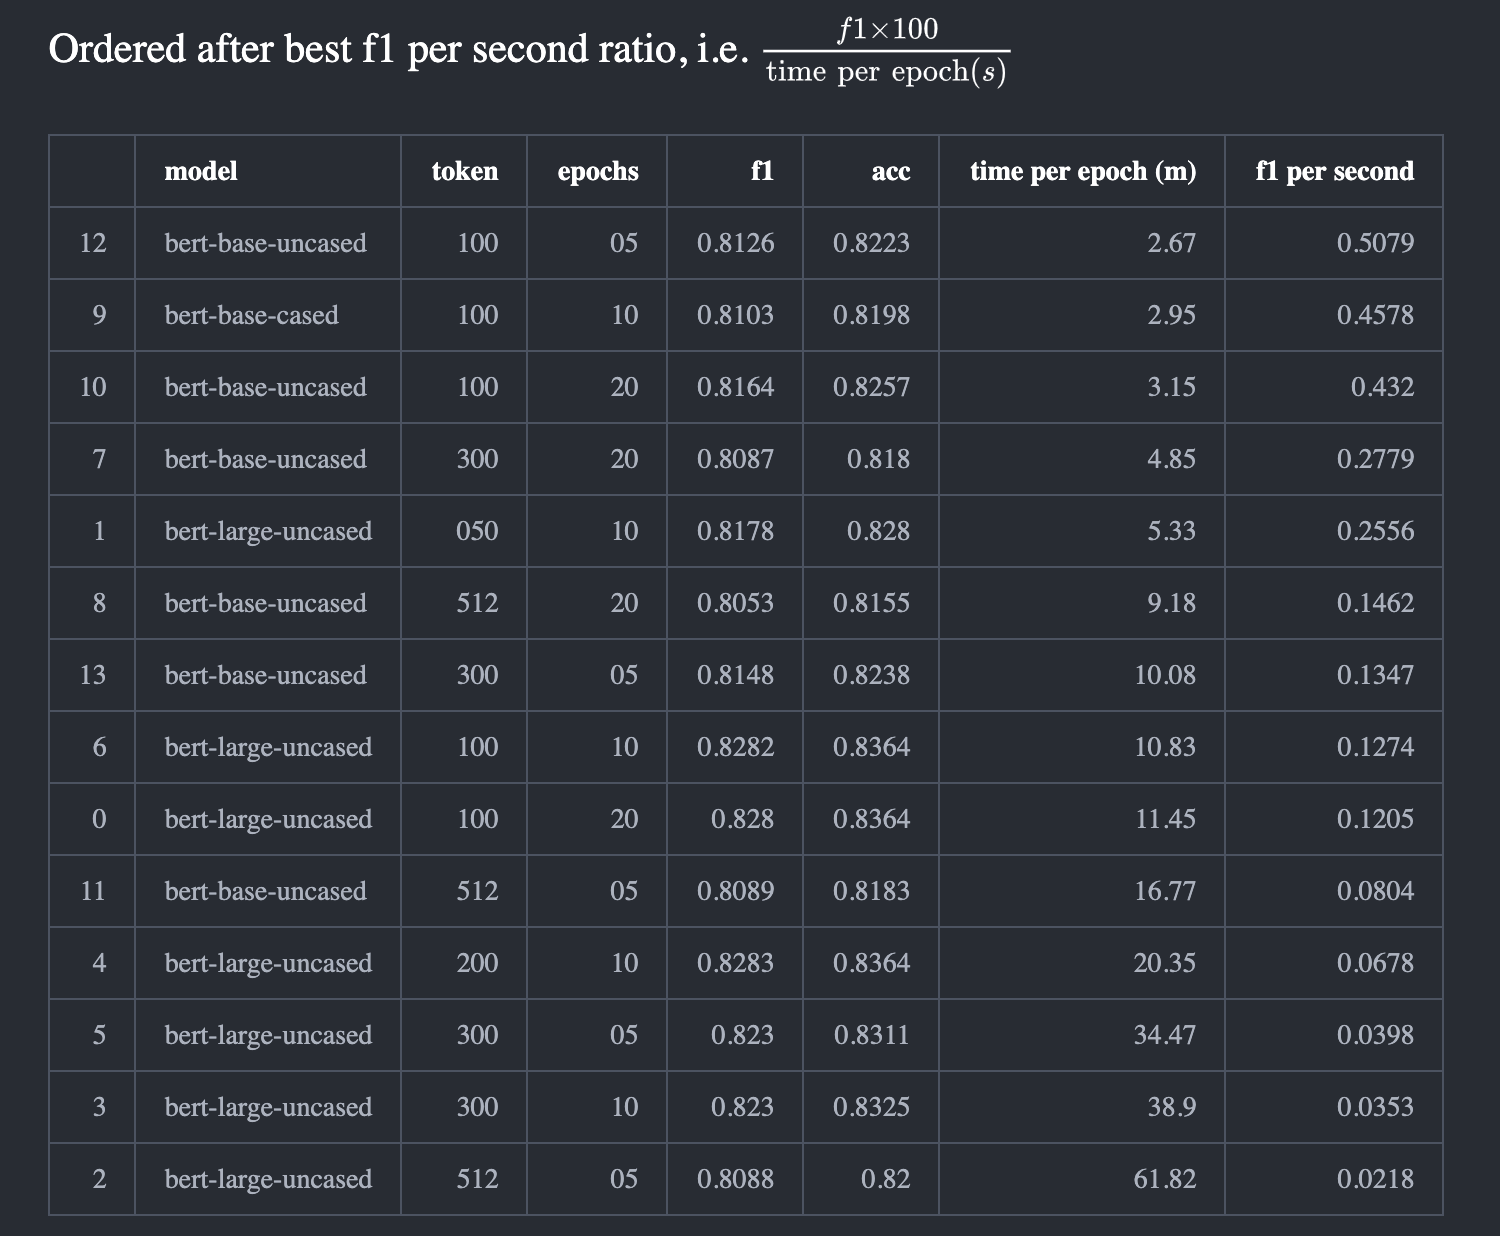 Ordered after best f1 per second ratio, i.e. f1×100 / time per epoch(s)
model token epochs f1 acc time per epoch (m) f1 per second
12 bert-base-uncased 100 05 0.8126 0.8223 2.67 0.5079
9 bert-base-cased 100 10 0.8103 0.8198 2.95 0.4578
10 bert-base-uncased 100 20 0.8164 0.8257 3.15 0.432
7 bert-base-uncased 300 20 0.8087 0.818 4.85 0.2779
1 bert-large-uncased 050 10 0.8178 0.828 5.33 0.2556
8 bert-base-uncased 512 20 0.8053 0.8155 9.18 0.1462
13 bert-base-uncased 300 05 0.8148 0.8238 10.08 0.1347
6 bert-large-uncased 100 10 0.8282 0.8364 10.83 0.1274
0 bert-large-uncased 100 20 0.828 0.8364 11.45 0.1205
11 bert-base-uncased 512 05 0.8089 0.8183 16.77 0.0804
4 bert-large-uncased 200 10 0.8283 0.8364 20.35 0.0678
5 bert-large-uncased 300 05 0.823 0.8311 34.47 0.0398
3 bert-large-uncased 300 10 0.823 0.8325 38.9 0.0353
2 bert-large-uncased 512 05 0.8088 0.82 61.82 0.0218